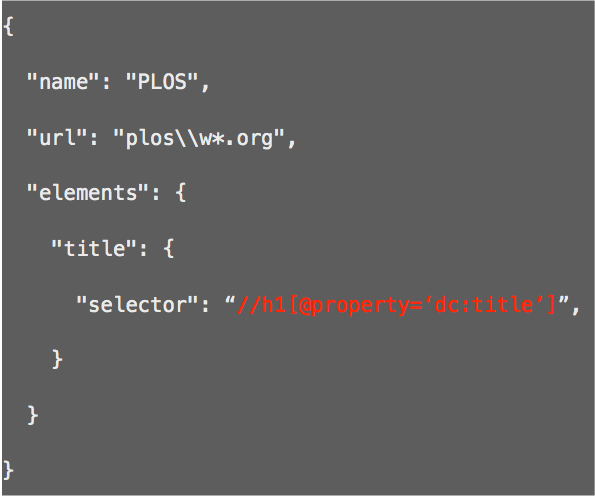 {
"name": "PLOS",
"url": "plos\\w*.org",
"elements": {
"title": {
"selector": “//h1[@property=‘dc:title’]”,
}
}
}